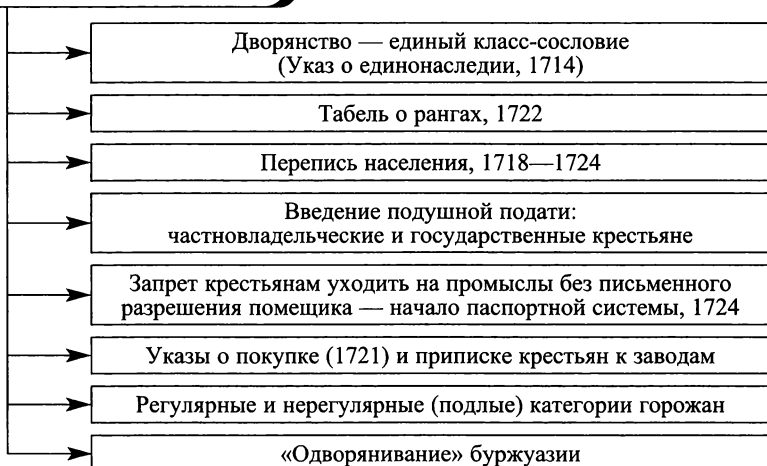 Дворянство — единый класс-сословие
(Указ о единонаследии, 1714)
Табель о рангах, 1722
Перепись населения, 1718—1724
Введение подушной подати:
частновладельческие и государственные крестьяне
Запрет крестьянам уходить на промыслы без письменного
разрешения помещика — начало паспортной системы, 1724
Указы о покупке (1721) и приписке крестьян к заводам
Регулярные и нерегулярные (подлые) категории горожан
«Одворянивание» буржуазии